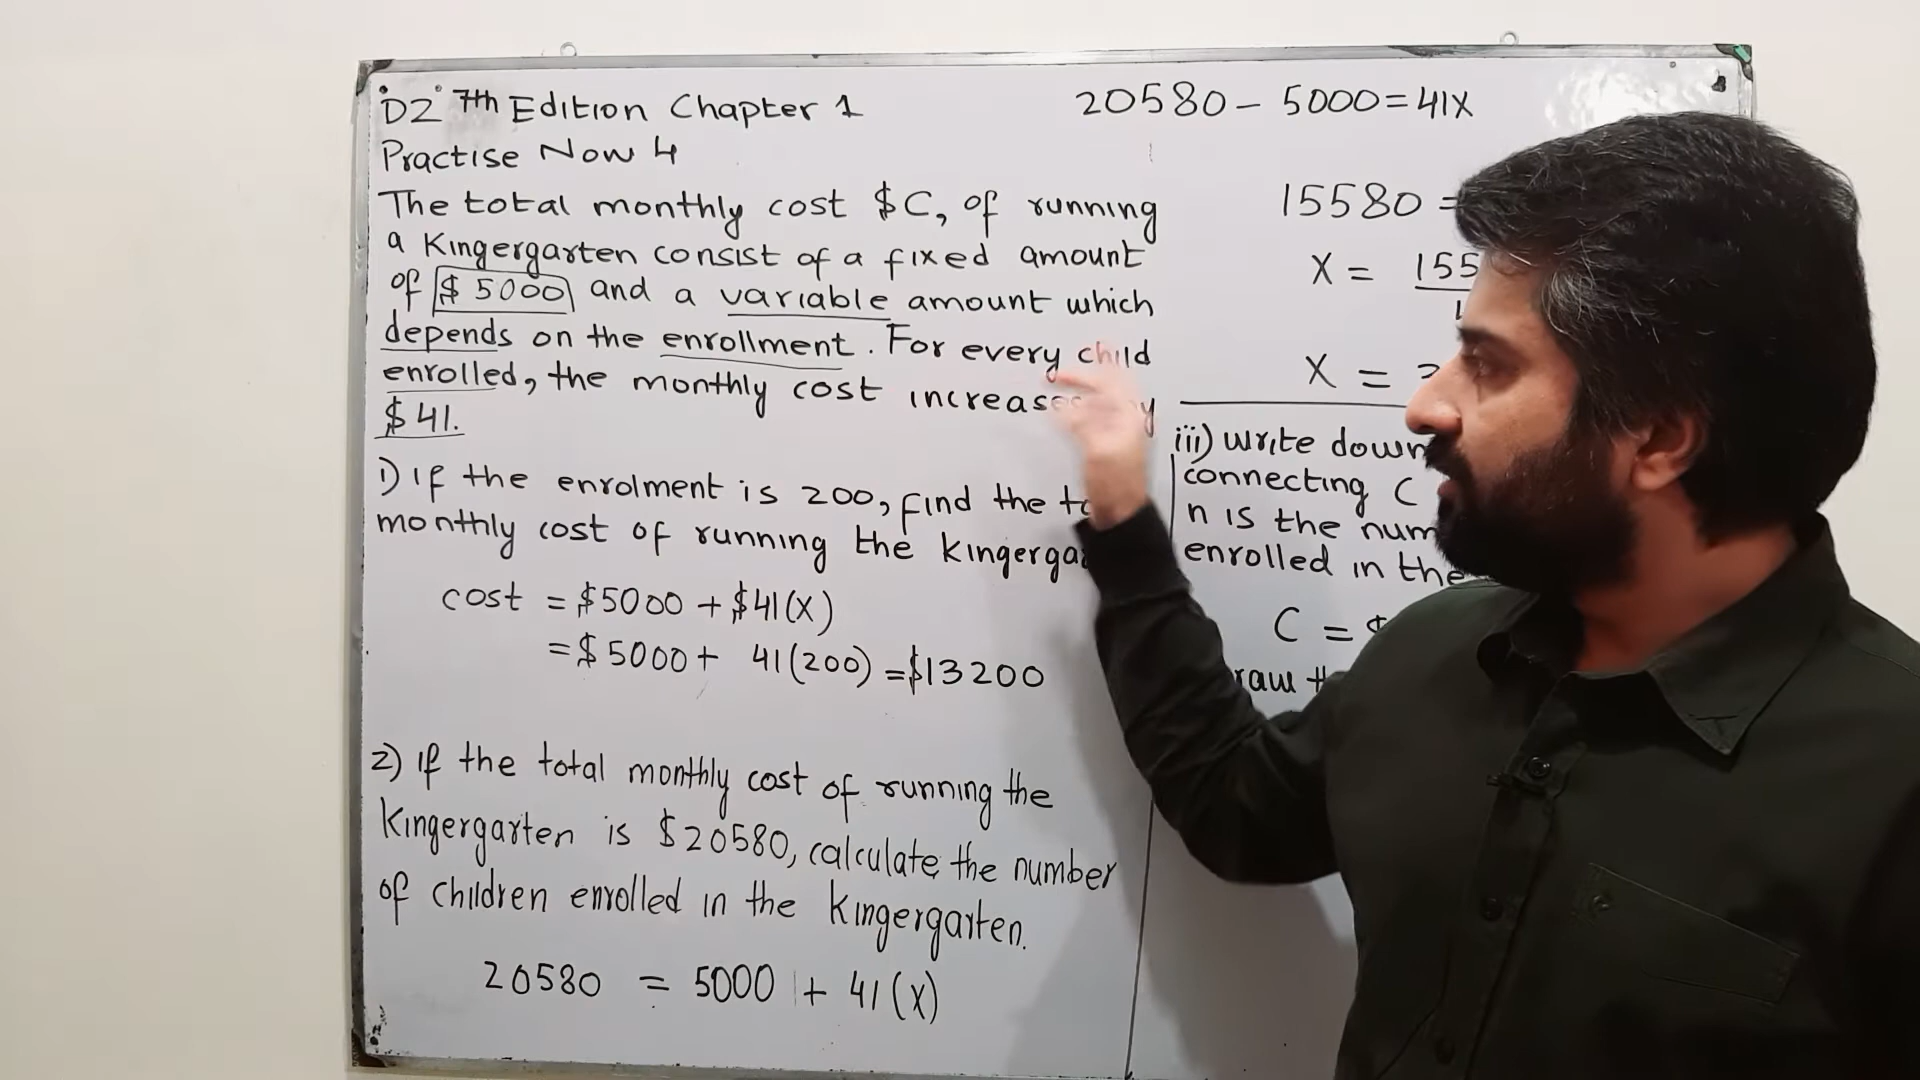 D2 7th Edition Chapter 1
Practise Now 4
The total monthly cost $C, of running
a Kingergarten consist of a fixed amount
of $5000 and a variable amount which
depends on the enrollment. For every child
enrolled, the monthly cost increases
$41.
1) If the enrolment is 200, find the
monthly cost of running the
cost = $5000 + $41(x)
= $5000 + 41(200) = $13200
2) If the total monthly cost of running the
Kingergarten is $20580, calculate the number
of children enrolled in the kingergarten.
20580 = 5000 + 41(x)
20580 - 5000 = 41x
15580 =
x = 155
x =
iii) write down
connecting C
n is the
enrolled in the
C =